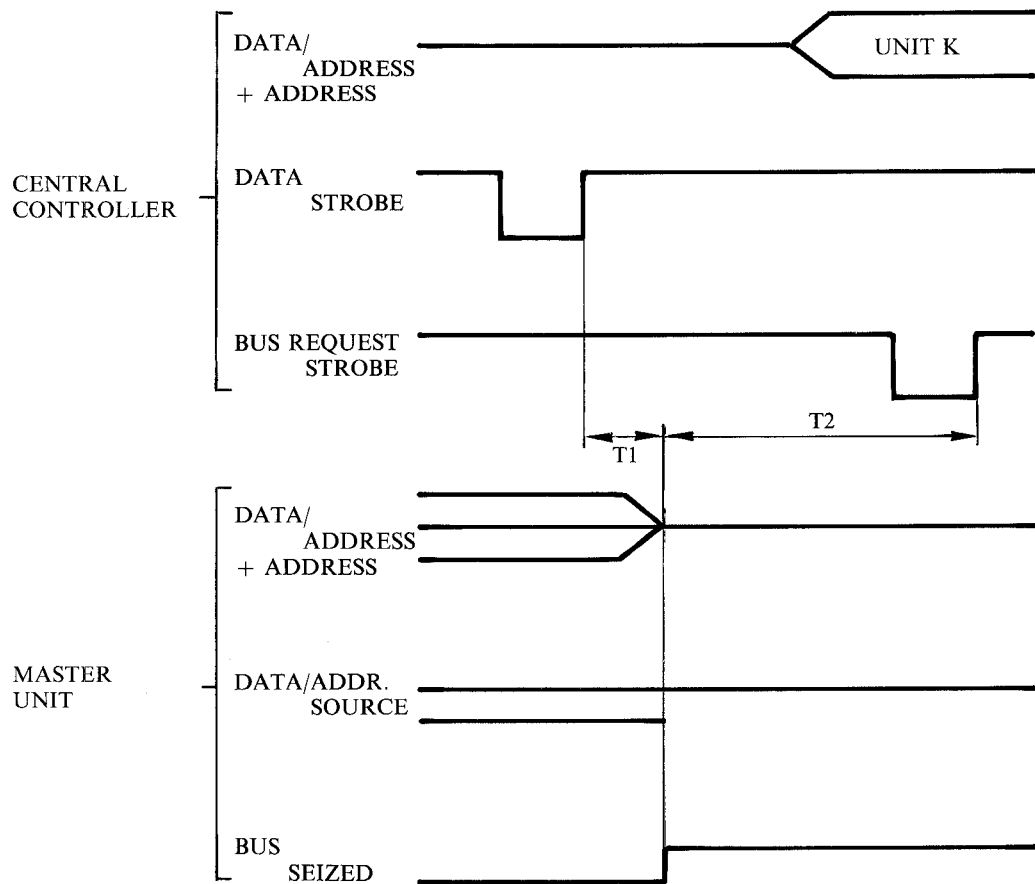 DATA/
ADDRESS
+ ADDRESS
UNIT K
CENTRAL
CONTROLLER
DATA
STROBE
BUS REQUEST
STROBE
T1
T2
DATA/
ADDRESS
+ ADDRESS
MASTER
UNIT
DATA/ADDR.
SOURCE
BUS
SEIZED